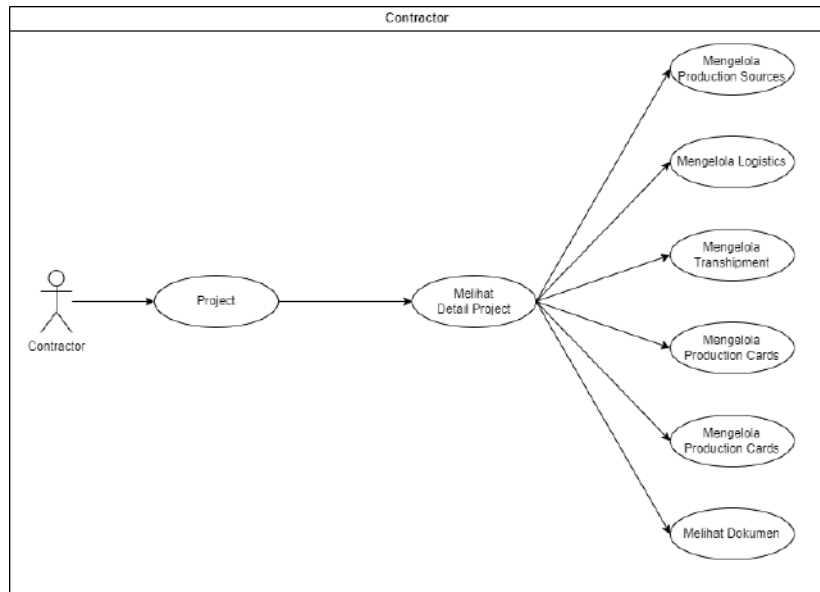 Contractor
Mengelola
Production Sources
Mengelola Logistics
Mengelola
Transhipment
Contractor
Project
Melihat
Detail Project
Mengelola
Production Cards
Mengelola
Production Cards
Melihat Dokumen